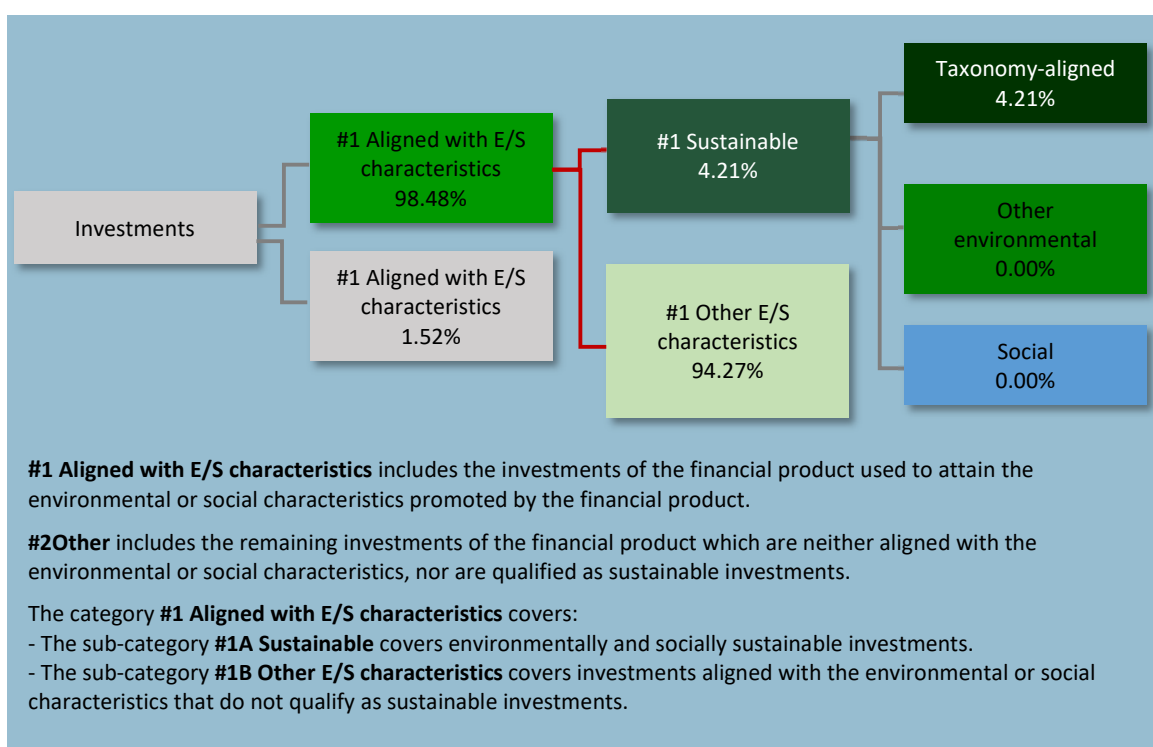 Investments
#1 Aligned with E/S
characteristics
98.48%
#1 Aligned with E/S
characteristics
1.52%
#1 Sustainable
4.21%
#1 Other E/S
characteristics
94.27%
Taxonomy-aligned
4.21%
Other
environmental
0.00%
Social
0.00%
#1 Aligned with E/S characteristics includes the investments of the financial product used to attain the
environmental or social characteristics promoted by the financial product.
#2Other includes the remaining investments of the financial product which are neither aligned with the
environmental or social characteristics, nor are qualified as sustainable investments.
The category #1 Aligned with E/S characteristics covers:
- The sub-category #1A Sustainable covers environmentally and socially sustainable investments.
- The sub-category #1B Other E/S characteristics covers investments aligned with the environmental or social
characteristics that do not qualify as sustainable investments.